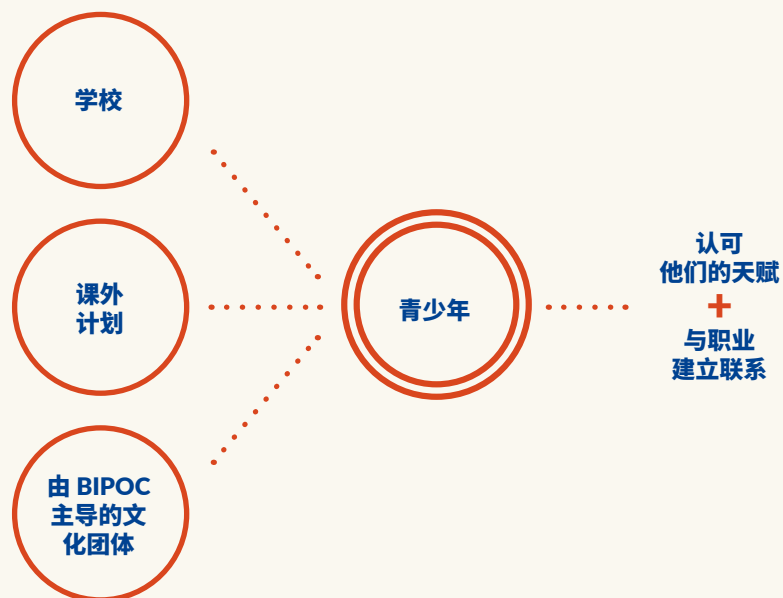 学校
课外
计划
由 BIPOC
主导的文
化团体
青少年
认可
他们的天赋
+
与职业
建立联系